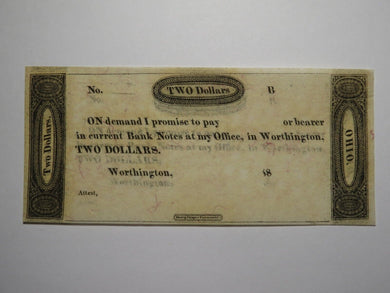 No.
TWO Dollars
B
ON demand I promise to pay or bearer
in current Bank Notes at my Office, in Worthington,
TWO DOLLARS.
Worthington, 18
Attest,
Two Dollars.
OHIO.